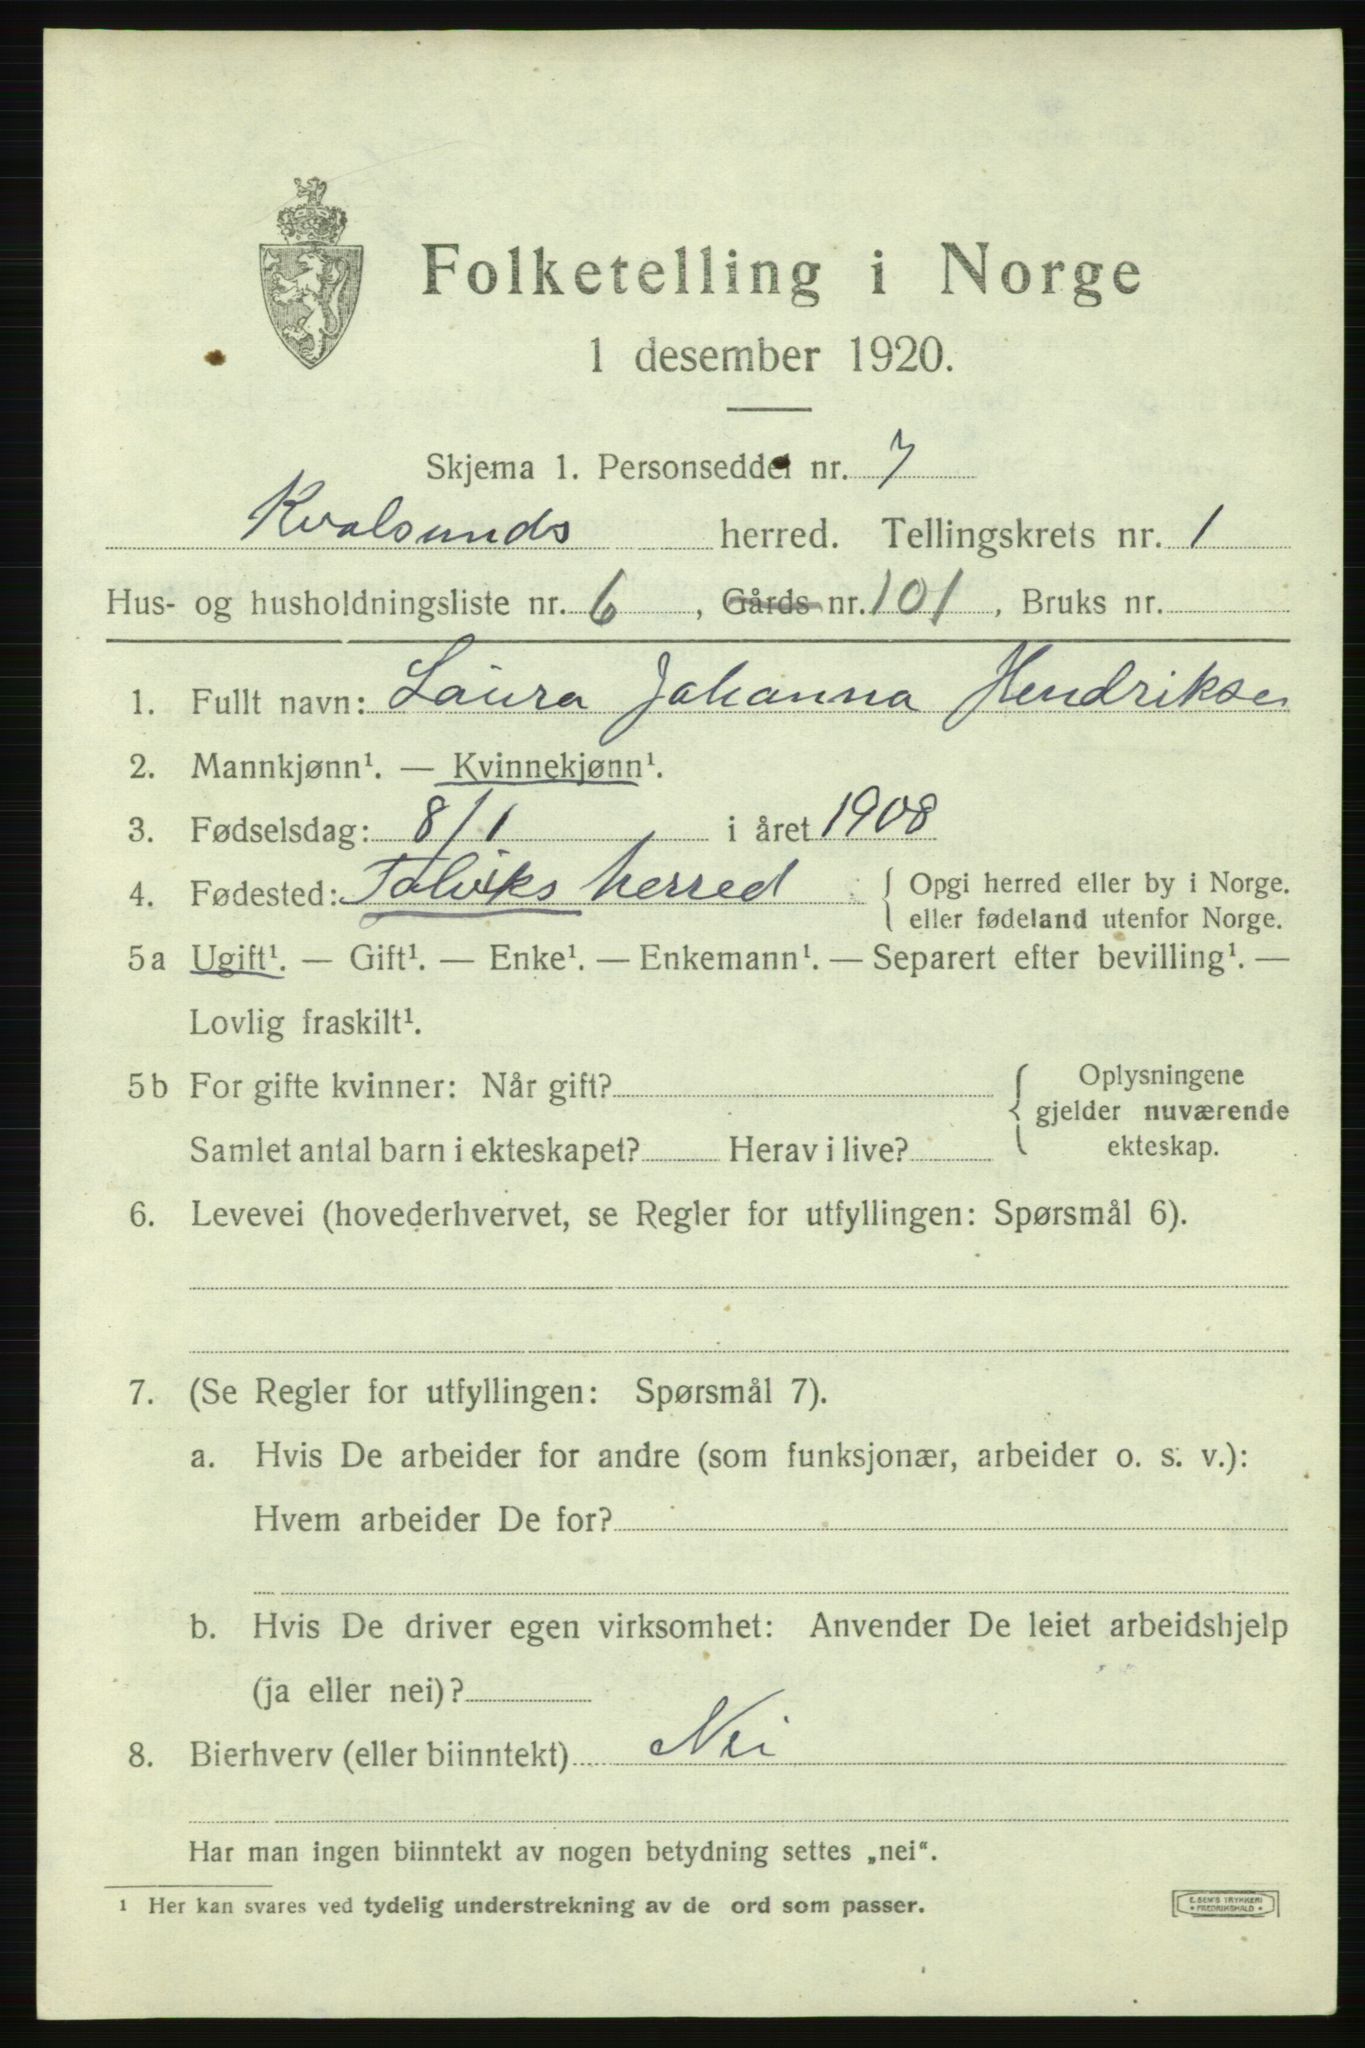 Folketelling i Norge
1 desember 1920.
Skjema 1. Personseddel nr. 7
Kvalsunds herred. Tellingskrets nr. 1
Hus- og husholdningsliste nr. 6, Gårds nr. 101, Bruks nr.
1. Fullt navn: Laura Johanna Hendriksen
2. Mannkjønn¹. — Kvinnekjønn¹.
3. Fødselsdag: 8/1 i året 1908
4. Fødested: Talviks herred { Opgi herred eller by i Norge.
eller fødeland utenfor Norge.
5a Ugift¹. — Gift¹. — Enke¹. — Enkemann¹. — Separert efter bevilling¹. —
Lovlig fraskilt¹.
5b For gifte kvinner: Når gift?
Samlet antal barn i ekteskapet? Herav i live?
{ Oplysningene
gjelder nuværende
ekteskap.
6. Levevei (hovederhvervet, se Regler for utfyllingen: Spørsmål 6).
7. (Se Regler for utfyllingen: Spørsmål 7).
a. Hvis De arbeider for andre (som funksjonær, arbeider o. s. v.):
Hvem arbeider De for?
b. Hvis De driver egen virksomhet: Anvender De leiet arbeidshjelp
(ja eller nei)?
8. Bierhverv (eller biinntekt) Nei
Har man ingen biinntekt av nogen betydning settes „nei“.
¹ Her kan svares ved tydelig understrekning av de ord som passer.
E. SEM'S TRYKKERI
• FREDRIKSHALD •